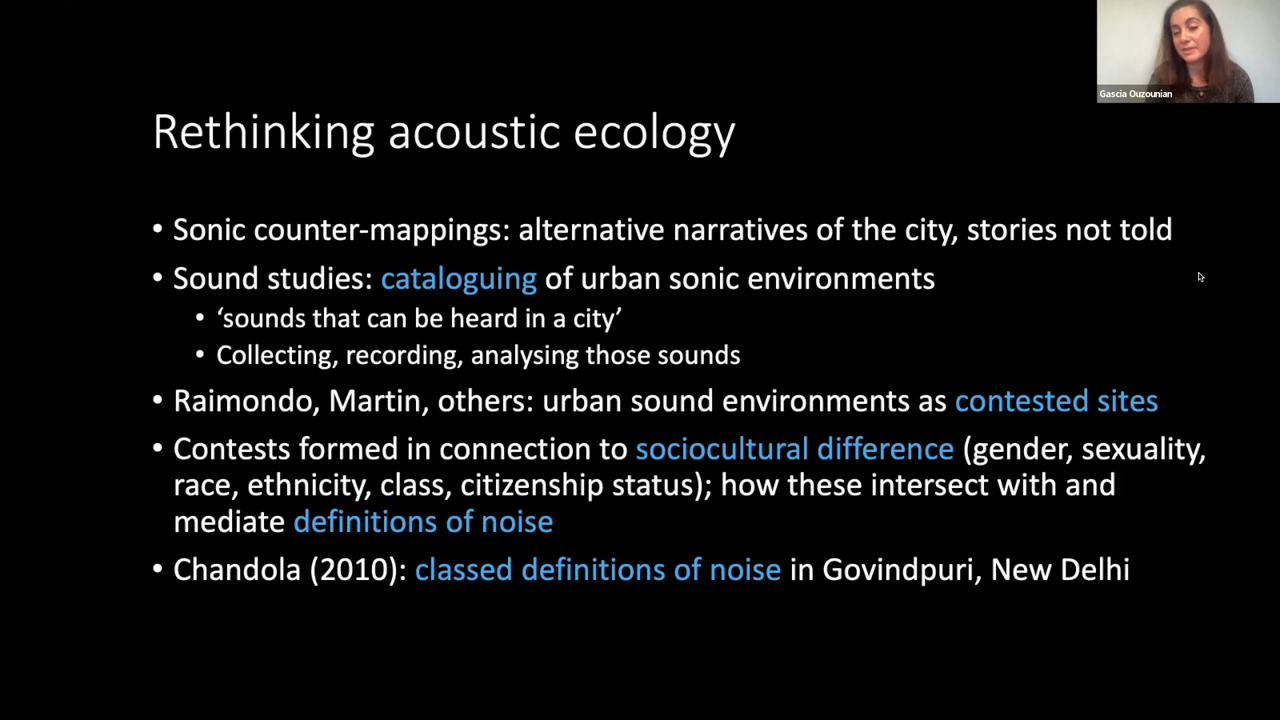 Gascia Ouzounian
Rethinking acoustic ecology
• Sonic counter-mappings: alternative narratives of the city, stories not told
• Sound studies: cataloguing of urban sonic environments
• ‘sounds that can be heard in a city’
• Collecting, recording, analysing those sounds
• Raimondo, Martin, others: urban sound environments as contested sites
• Contests formed in connection to sociocultural difference (gender, sexuality,
race, ethnicity, class, citizenship status); how these intersect with and
mediate definitions of noise
• Chandola (2010): classed definitions of noise in Govindpuri, New Delhi